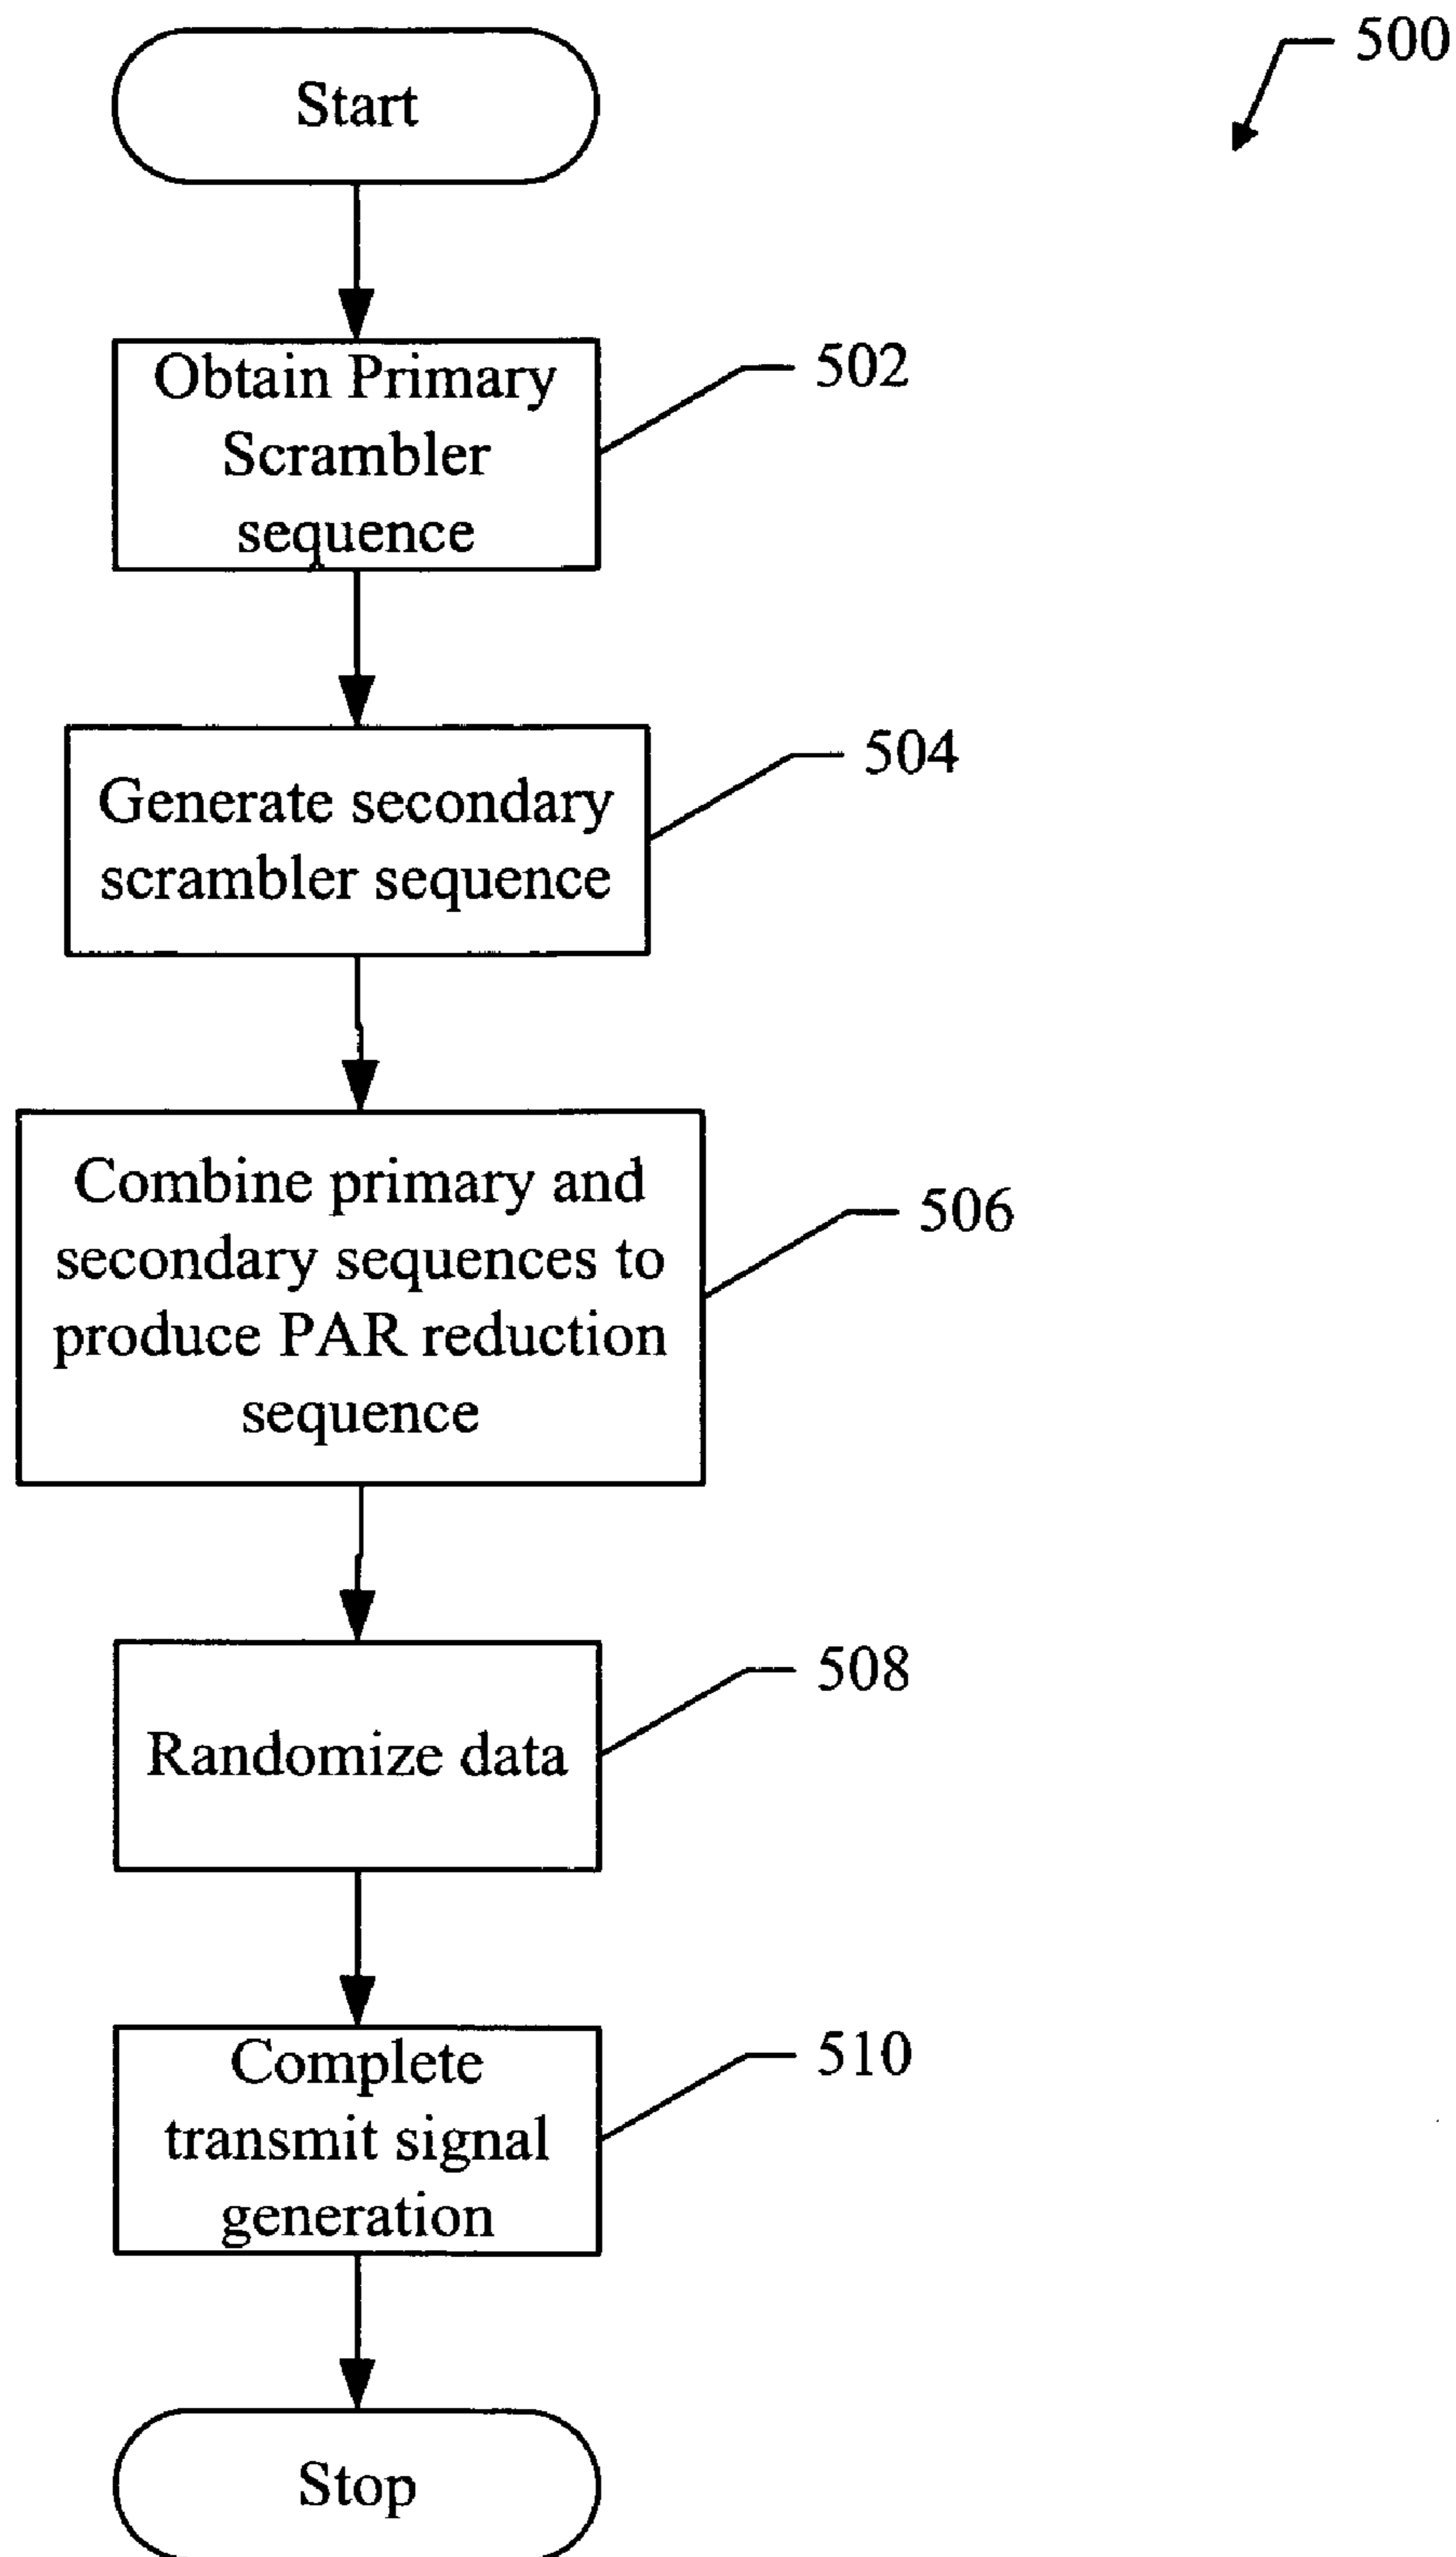 Start
500
Obtain Primary
Scrambler
sequence
502
Generate secondary
scrambler sequence
504
Combine primary and
secondary sequences to
produce PAR reduction
sequence
506
Randomize data
508
Complete
transmit signal
generation
510
Stop